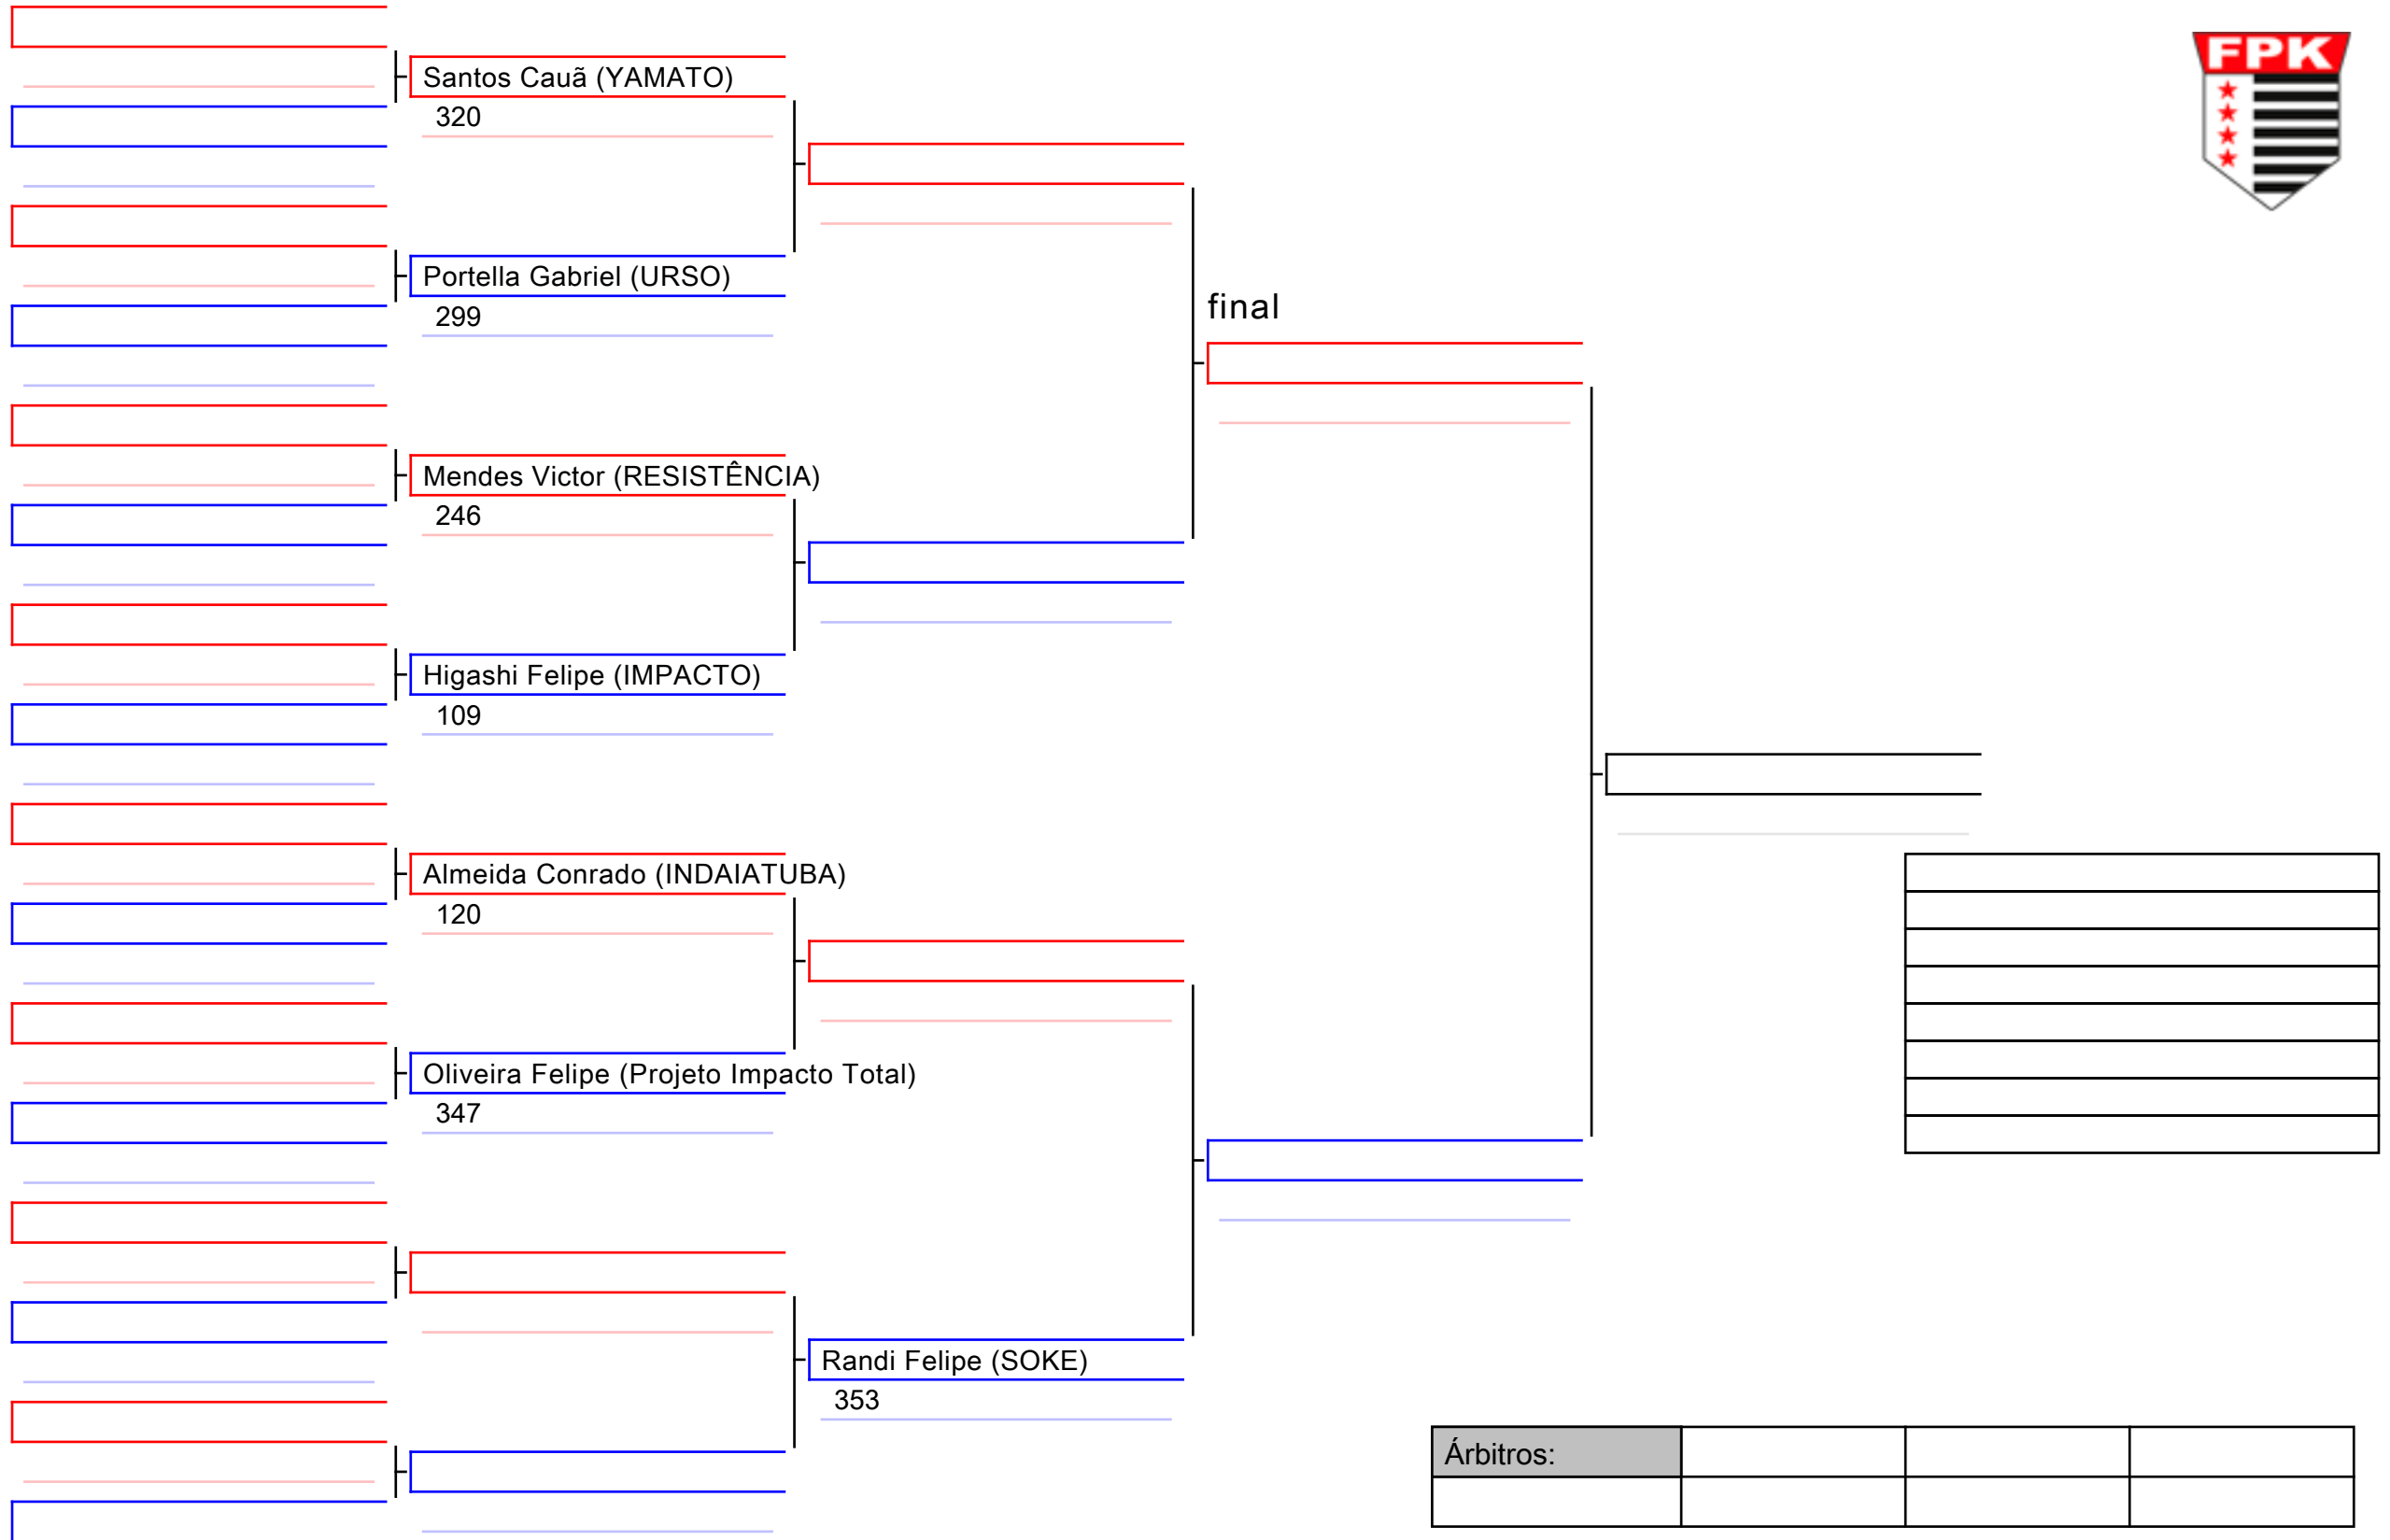 FPK
Santos Cauã (YAMATO)
320
Portella Gabriel (URSO)
299
final
Mendes Victor (RESISTÊNCIA)
246
Higashi Felipe (IMPACTO)
109
Almeida Conrado (INDAIATUBA)
120
Oliveira Felipe (Projeto Impacto Total)
347
Randi Felipe (SOKE)
353
Árbitros: